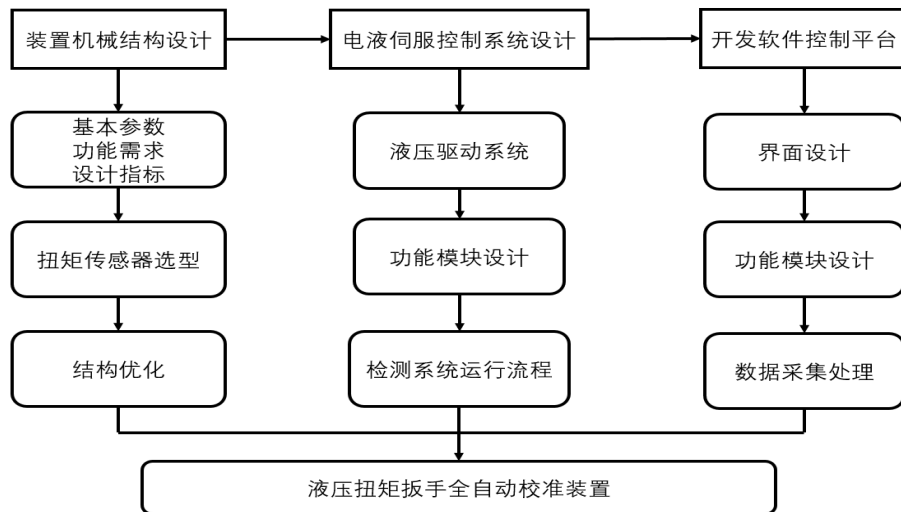 装置机械结构设计
电液伺服控制系统设计
开发软件控制平台
基本参数
功能需求
设计指标
液压驱动系统
界面设计
扭矩传感器选型
功能模块设计
功能模块设计
结构优化
检测系统运行流程
数据采集处理
液压扭矩扳手全自动校准装置